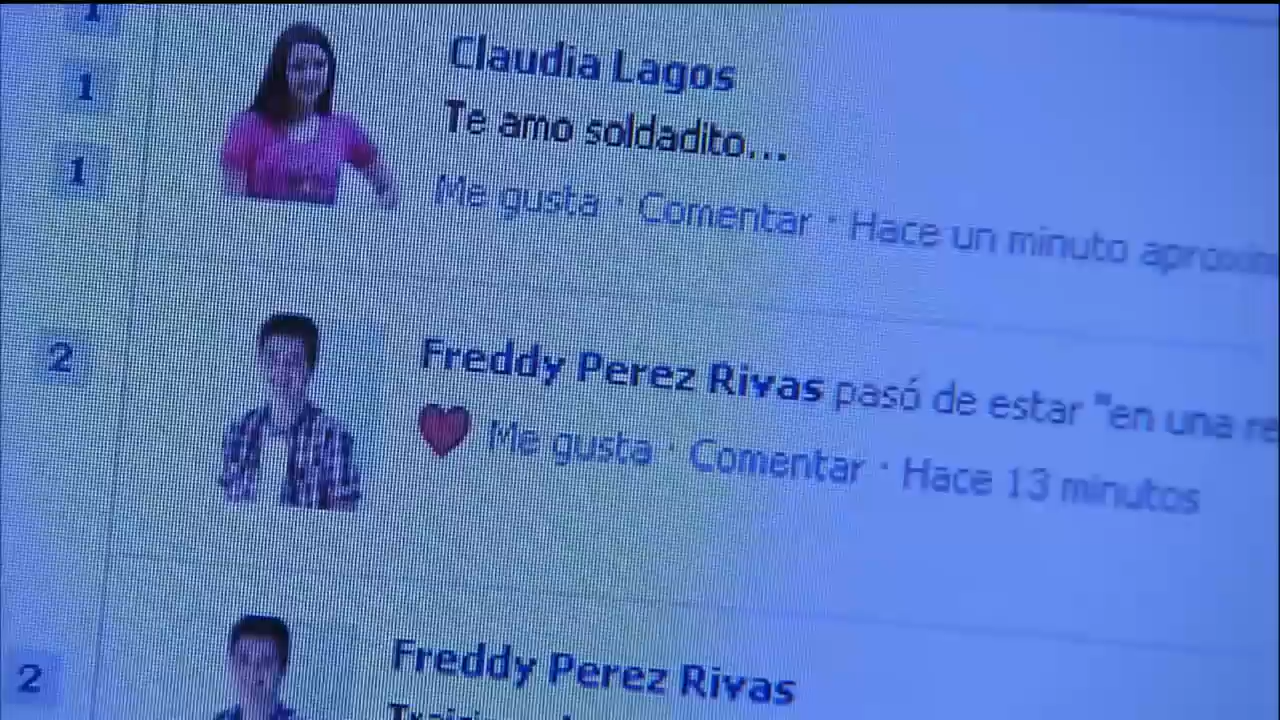 1
1
Claudia Lagos
Te amo soldadito...
1
Me gusta · Comentar · Hace un minuto
2
Freddy Perez Rivas pasó de estar "en una
Me gusta · Comentar · Hace 13 minutos
2
Freddy Perez Rivas